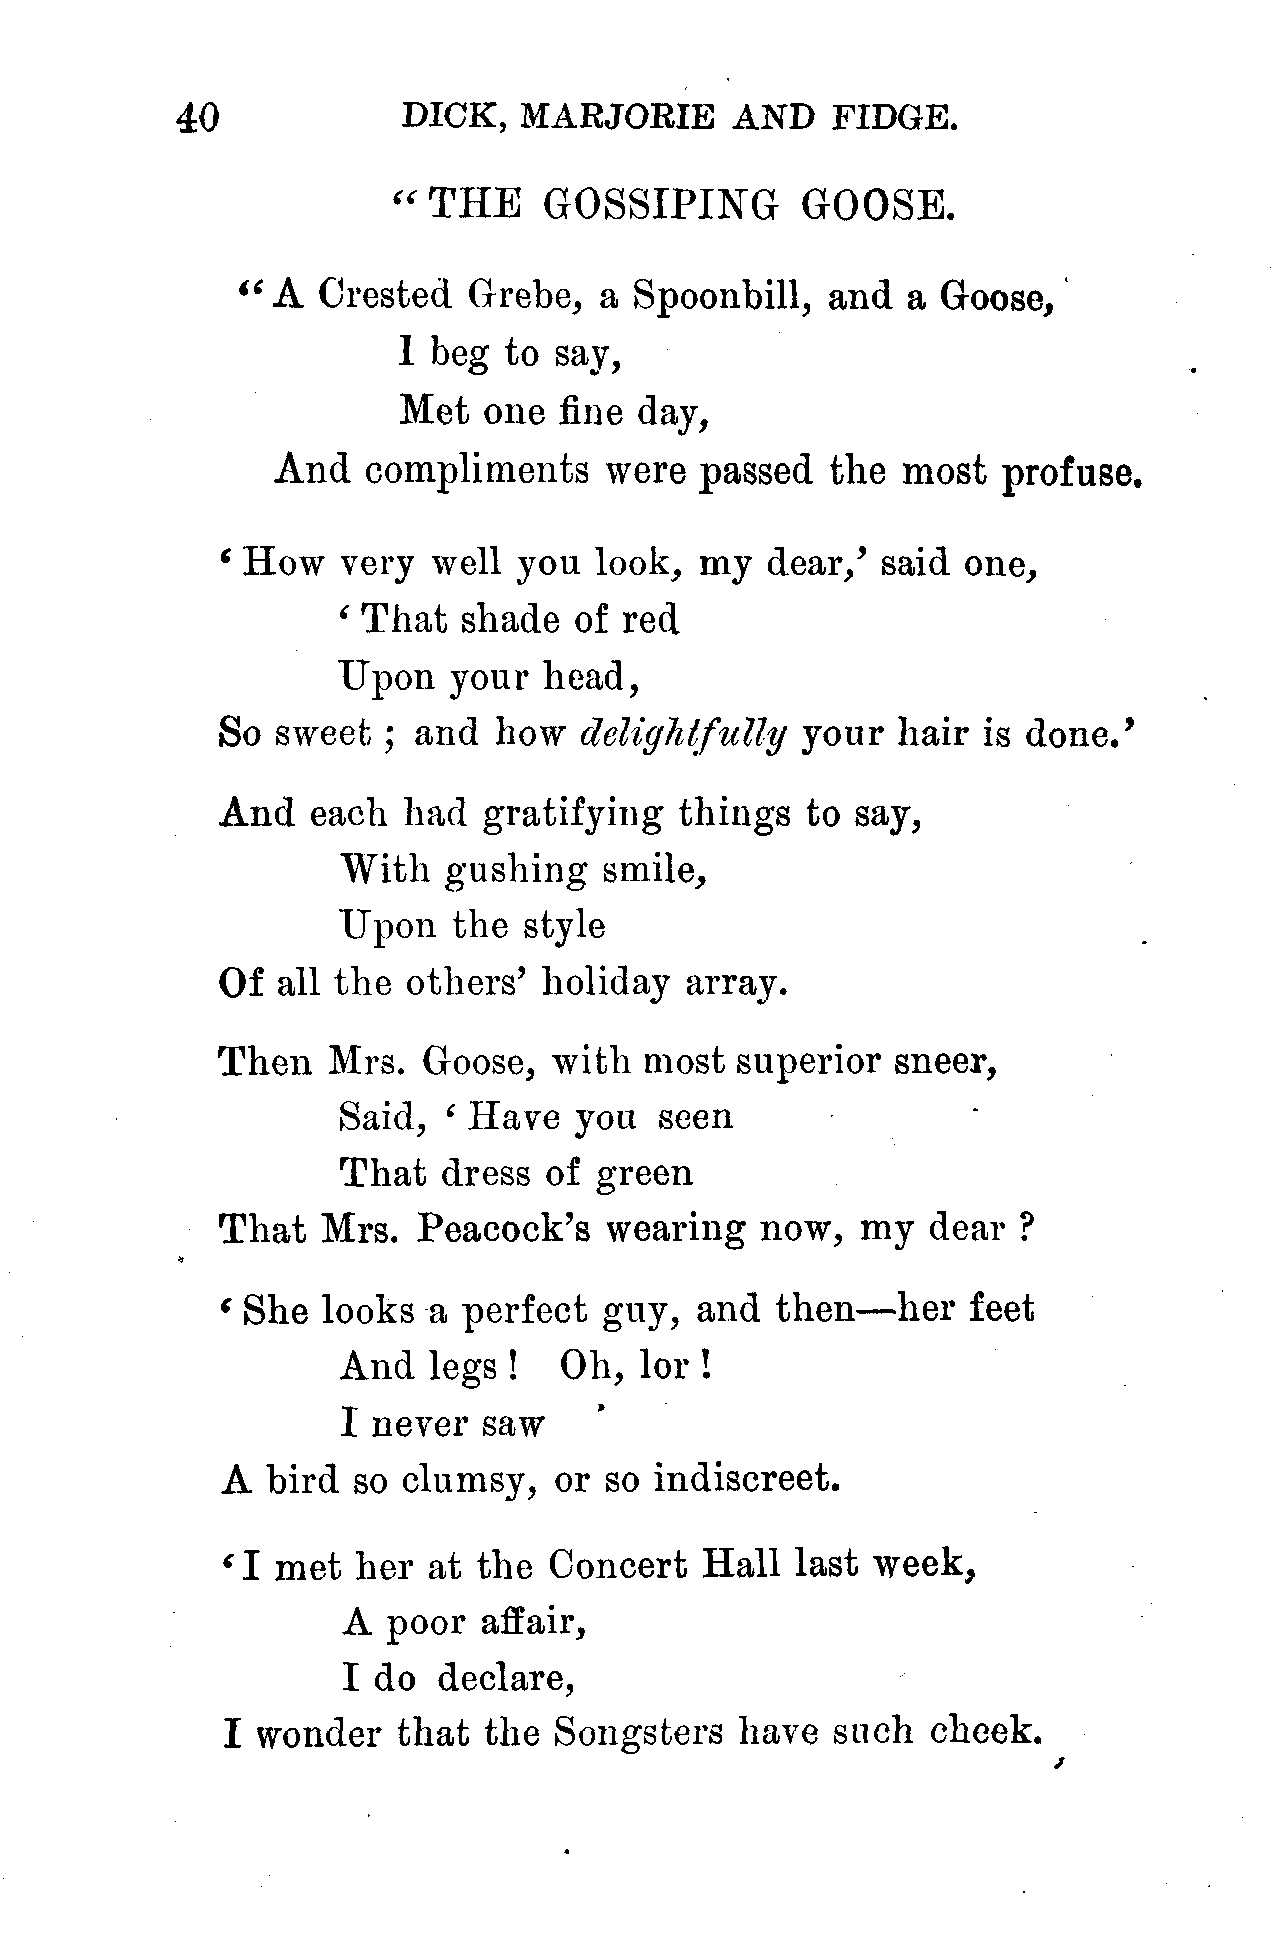 40 DICK, MARJORIE AND FIDGE.
“THE GOSSIPING GOOSE.
“A Crested Grebe, a Spoonbill, and a Goose,
I beg to say,
Met one fine day,
And compliments were passed the most profuse.
‘How very well you look, my dear,’ said one,
‘That shade of red
Upon your head,
So sweet; and how delightfully your hair is done.’
And each had gratifying things to say,
With gushing smile,
Upon the style
Of all the others’ holiday array.
Then Mrs. Goose, with most superior sneer,
Said, ‘Have you seen
That dress of green
That Mrs. Peacock’s wearing now, my dear?
‘She looks a perfect guy, and then—her feet
And legs! Oh, lor!
I never saw
A bird so clumsy, or so indiscreet.
‘I met her at the Concert Hall last week,
A poor affair,
I do declare,
I wonder that the Songsters have such cheek.